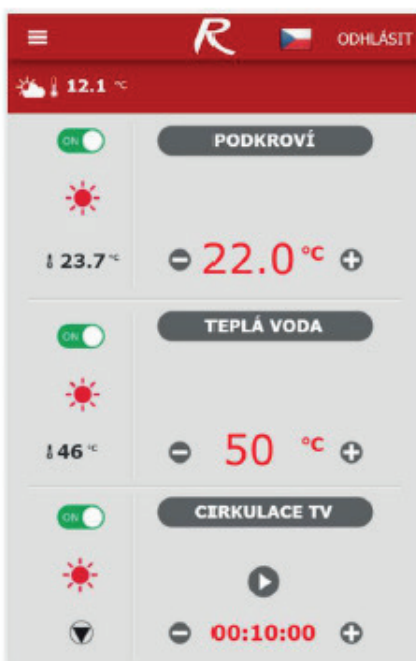 R ODHLÁSIT
12.1 °C
ON PODKROVÍ
23.7 °C 22.0 °C
ON TEPLÁ VODA
46 °C 50 °C
ON CIRKULACE TV
00:10:00